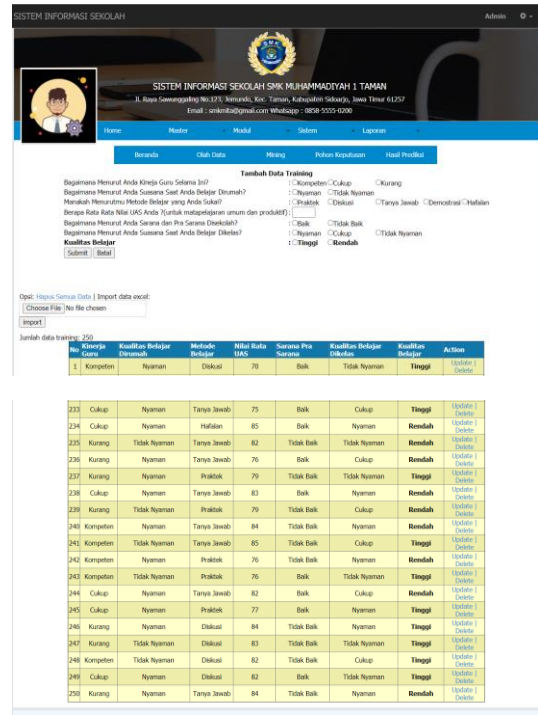 SISTEM INFORMASI SEKOLAH Admin
SISTEM INFORMASI SEKOLAH SMK MUHAMMADIYAH 1 TAMAN
Jl. Raya Sawunggaling No.123, Jemundo, Kec. Taman, Kabupaten Sidoarjo, Jawa Timur 61257
Email : smkmita@gmail.com Whatsapp : 0858-5555-0200
Home Master Modul Sistem Laporan
Beranda Olah Data Mining Pohon Keputusan Hasil Prediksi
Tambah Data Training
Bagaimana Menurut Anda Kineja Guru Selama Ini? : Kompeten Cukup Kurang
Bagaimana Menurut Anda Suasana Saat Anda Belajar Dirumah? : Nyaman Tidak Nyaman
Manakah Menurutmu Metode Belajar yang Anda Sukai? : Praktek Diskusi Tanya Jawab Demostrasi Hafalan
Berapa Rata Rata Nilai UAS Anda ?(untuk matapelajaran umum dan produktif) :
Bagaimana Menurut Anda Sarana dan Pra Sarana Disekolah? : Baik Tidak Baik
Bagaimana Menurut Anda Suasana Saat Anda Belajar Dikelas? : Nyaman Cukup Tidak Nyaman
Kualitas Belajar : Tinggi Rendah
Submit Batal
Opsi: Hapus Semua Data | Import data excel:
Choose File No file chosen
import
Jumlah data training: 250
No Kinerja Guru Kualitas Belajar Dirumah Metode Belajar Nilai Rata UAS Sarana Pra Sarana Kualitas Belajar Dikelas Kualitas Belajar Action
1 Kompeten Nyaman Diskusi 70 Baik Tidak Nyaman Tinggi Update | Delete
233 Cukup Nyaman Tanya Jawab 75 Baik Cukup Tinggi Update | Delete
234 Cukup Nyaman Hafalan 85 Baik Nyaman Rendah Update | Delete
235 Kurang Tidak Nyaman Tanya Jawab 82 Tidak Baik Tidak Nyaman Tinggi Update | Delete
236 Kurang Nyaman Tanya Jawab 76 Baik Cukup Rendah Update | Delete
237 Kurang Nyaman Praktek 79 Tidak Baik Tidak Nyaman Tinggi Update | Delete
238 Cukup Nyaman Tanya Jawab 83 Baik Nyaman Rendah Update | Delete
239 Kurang Tidak Nyaman Praktek 79 Tidak Baik Cukup Rendah Update | Delete
240 Kompeten Nyaman Tanya Jawab 84 Tidak Baik Nyaman Rendah Update | Delete
241 Kompeten Tidak Nyaman Tanya Jawab 85 Tidak Baik Cukup Tinggi Update | Delete
242 Kompeten Nyaman Praktek 76 Tidak Baik Nyaman Rendah Update | Delete
243 Kompeten Tidak Nyaman Praktek 76 Baik Tidak Nyaman Tinggi Update | Delete
244 Cukup Nyaman Tanya Jawab 82 Baik Cukup Rendah Update | Delete
245 Cukup Nyaman Praktek 77 Baik Nyaman Tinggi Update | Delete
246 Kurang Nyaman Diskusi 84 Tidak Baik Nyaman Rendah Update | Delete
247 Kurang Tidak Nyaman Diskusi 83 Tidak Baik Tidak Nyaman Tinggi Update | Delete
248 Kompeten Tidak Nyaman Diskusi 82 Tidak Baik Cukup Tinggi Update | Delete
249 Cukup Tidak Nyaman Diskusi 82 Baik Tidak Nyaman Tinggi Update | Delete
250 Kurang Nyaman Tanya Jawab 84 Tidak Baik Nyaman Rendah Update | Delete